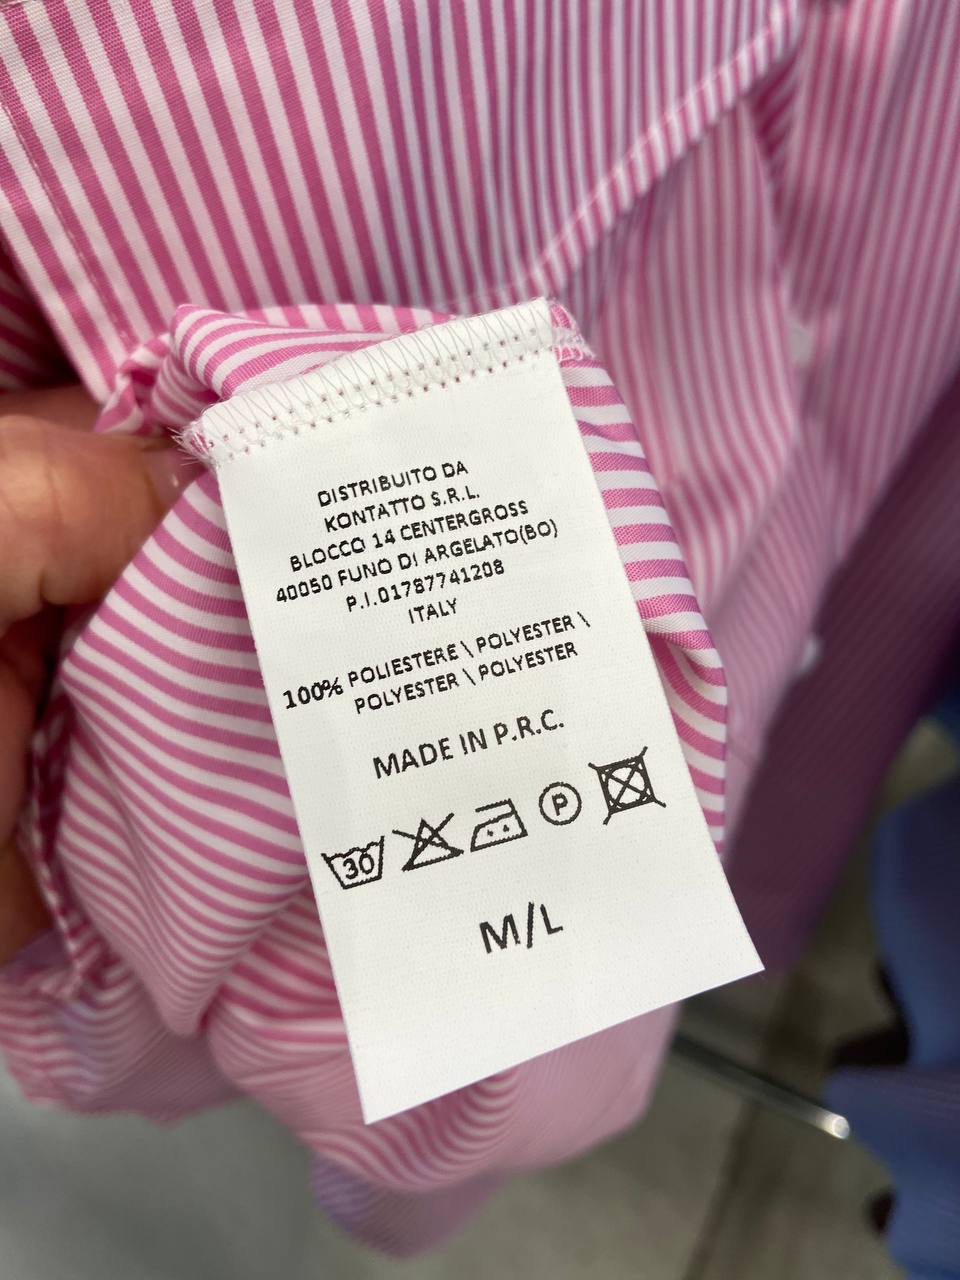 DISTRIBUITO DA
KONTATTO S.R.L.
BLOCCO 14 CENTERGROSS
40050 FUNO DI ARGELATO(BO)
P.I.01787741208
ITALY
100% POLIESTERE \ POLYESTER \
POLYESTER \ POLYESTER
MADE IN P.R.C.
30 P
M/L